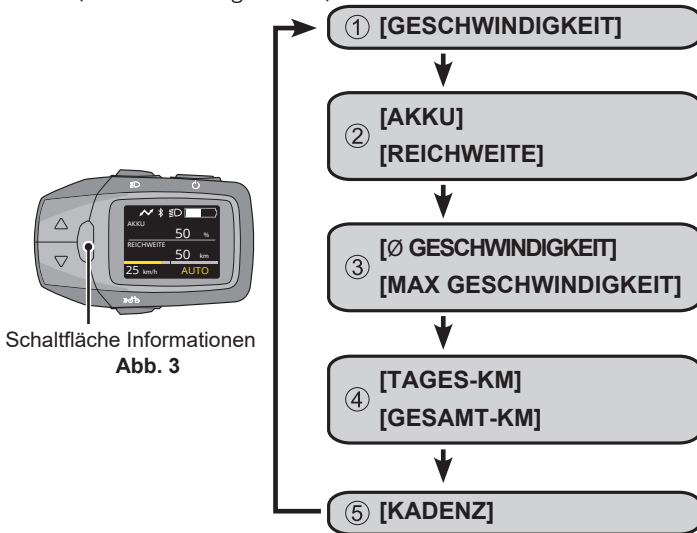 ① [GESCHWINDIGKEIT]
② [AKKU]
[REICHWEITE]
③ [Ø GESCHWINDIGKEIT]
[MAX GESCHWINDIGKEIT]
④ [TAGES-KM]
[GESAMT-KM]
⑤ [KADENZ]
AKKU
50 %
REICHWEITE
50 km
25 km/h AUTO
Schaltfläche Informationen
Abb. 3